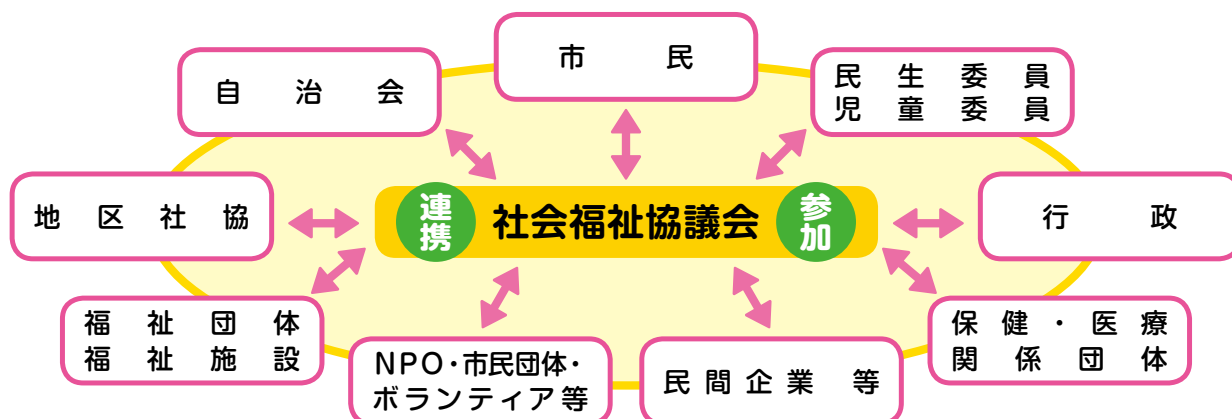 市民
自治会
民生委員
児童委員
地区社協
連携
社会福祉協議会
参加
行政
福祉団体
福祉施設
NPO・市民団体・
ボランティア等
民間企業 等
保健・医療
関係団体